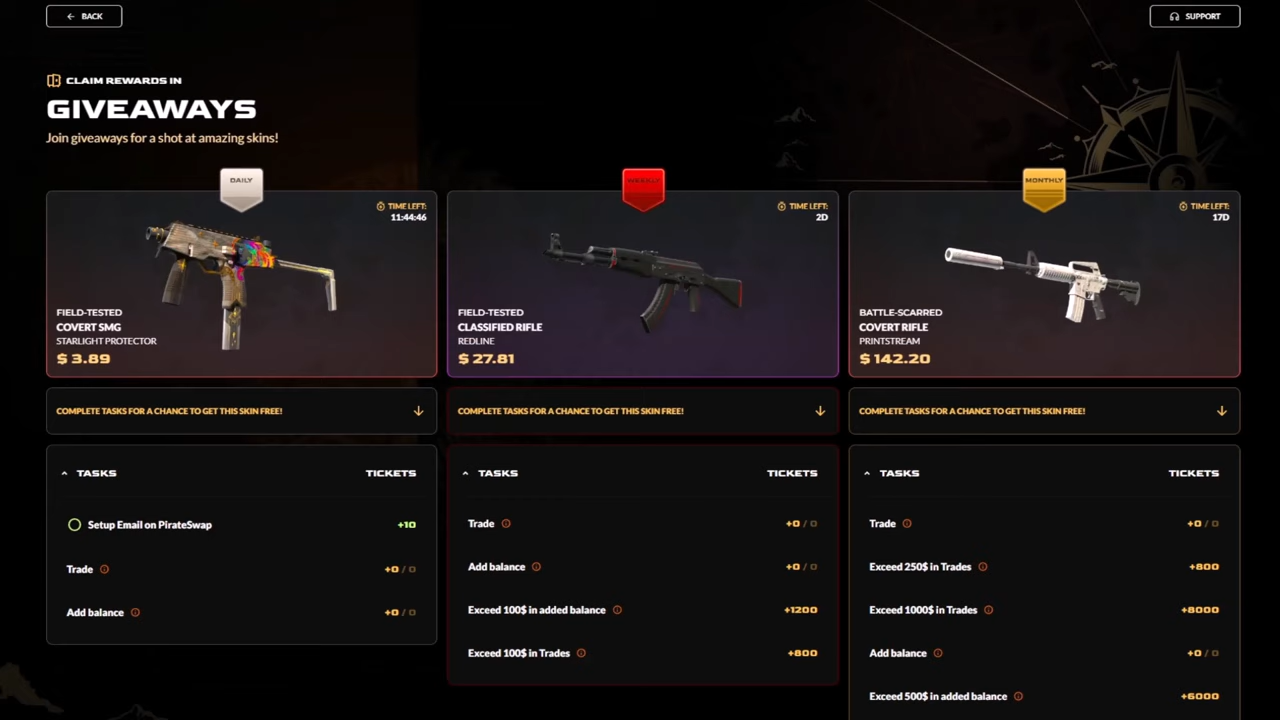 BACK
SUPPORT
CLAIM REWARDS IN
GIVEAWAYS
Join giveaways for a shot at amazing skins!
DAILY
TIME LEFT:
11:44:46
FIELD-TESTED
COVERT SMG
STARLIGHT PROTECTOR
$ 3.89
WEEKLY
TIME LEFT:
2D
FIELD-TESTED
CLASSIFIED RIFLE
REDLINE
$ 27.81
MONTHLY
TIME LEFT:
17D
BATTLE-SCARRED
COVERT RIFLE
PRINTSTREAM
$ 142.20
COMPLETE TASKS FOR A CHANCE TO GET THIS SKIN FREE!
COMPLETE TASKS FOR A CHANCE TO GET THIS SKIN FREE!
COMPLETE TASKS FOR A CHANCE TO GET THIS SKIN FREE!
TASKS TICKETS
Setup Email on PirateSwap +10
Trade +0 / 0
Add balance +0 / 0
TASKS TICKETS
Trade +0 / 0
Add balance +0 / 0
Exceed 100$ in added balance +1200
Exceed 100$ in Trades +800
TASKS TICKETS
Trade +0 / 0
Exceed 250$ in Trades +800
Exceed 1000$ in Trades +8000
Add balance +0 / 0
Exceed 500$ in added balance +6000